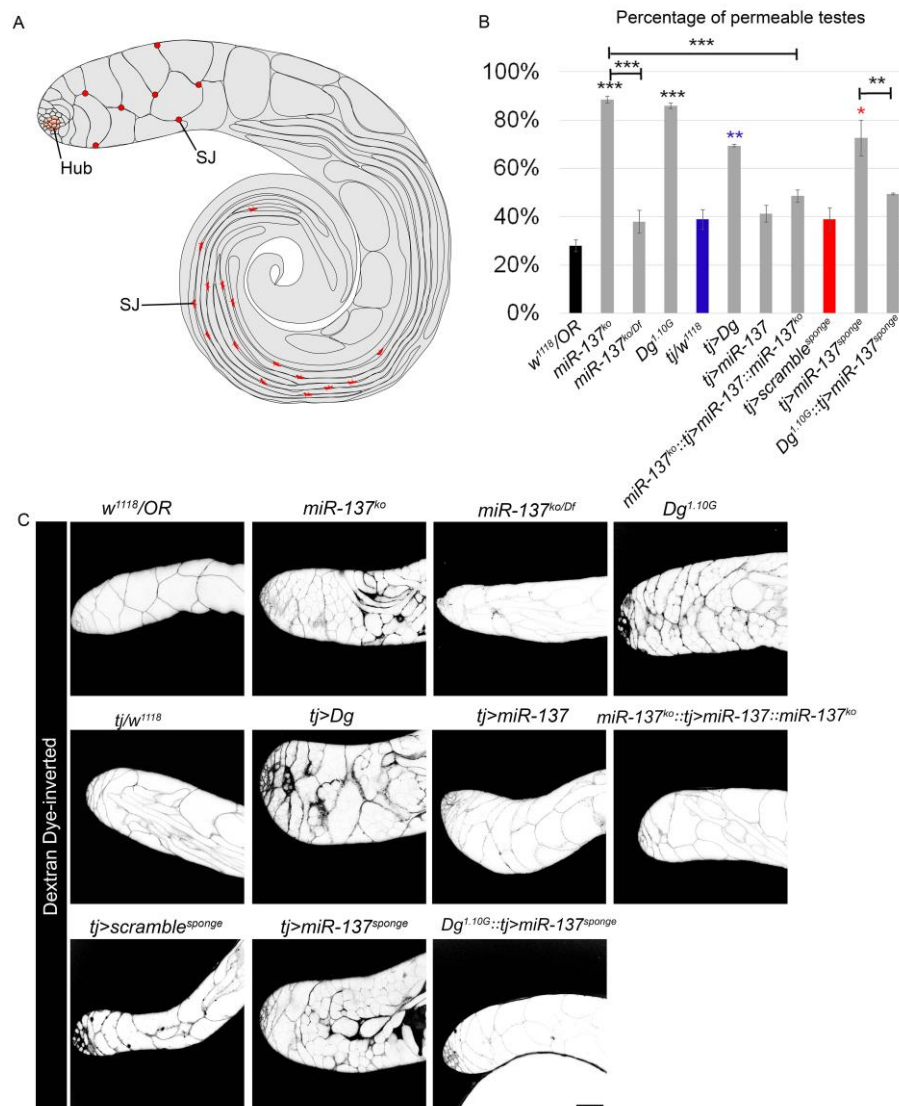 A
Hub
SJ
SJ
B
Percentage of permeable testes
***
***
***
***
**
*
**
100%
80%
60%
40%
20%
0%
w¹¹¹⁸/OR
miR-137ᵏᵒ
miR-137ᵏᵒ/ᴰᶠ
Dg¹·¹⁰ᴳ
tj/w¹¹¹⁸
tj>Dg
tj>miR-137
miR-137ᵏᵒ::tj>miR-137::miR-137ᵏᵒ
tj>scrambleˢᵖᵒⁿᵍᵉ
tj>miR-137ˢᵖᵒⁿᵍᵉ
Dg¹·¹⁰ᴳ::tj>miR-137ˢᵖᵒⁿᵍᵉ
C
Dextran Dye-inverted
w¹¹¹⁸/OR
miR-137ᵏᵒ
miR-137ᵏᵒ/ᴰᶠ
Dg¹·¹⁰ᴳ
tj/w¹¹¹⁸
tj>Dg
tj>miR-137
miR-137ᵏᵒ::tj>miR-137::miR-137ᵏᵒ
tj>scrambleˢᵖᵒⁿᵍᵉ
tj>miR-137ˢᵖᵒⁿᵍᵉ
Dg¹·¹⁰ᴳ::tj>miR-137ˢᵖᵒⁿᵍᵉ